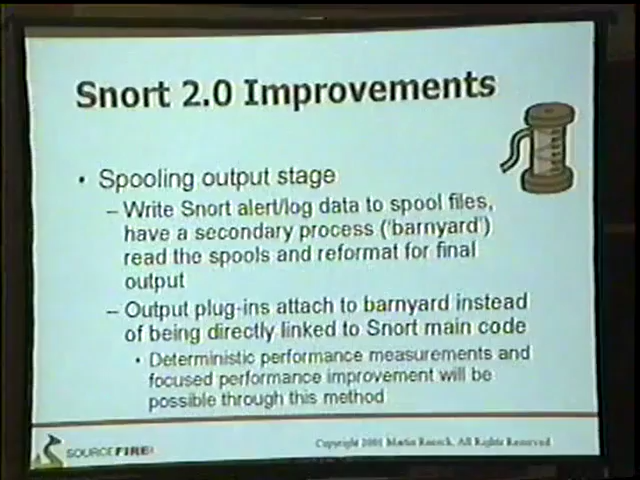 Snort 2.0 Improvements
• Spooling output stage
– Write Snort alert/log data to spool files,
have a secondary process ('barnyard')
read the spools and reformat for final
output
– Output plug-ins attach to barnyard instead
of being directly linked to Snort main code
• Deterministic performance measurements and
focused performance improvement will be
possible through this method
SOURCEFIRE
Copyright 2001 Martin Roesch, All Rights Reserved